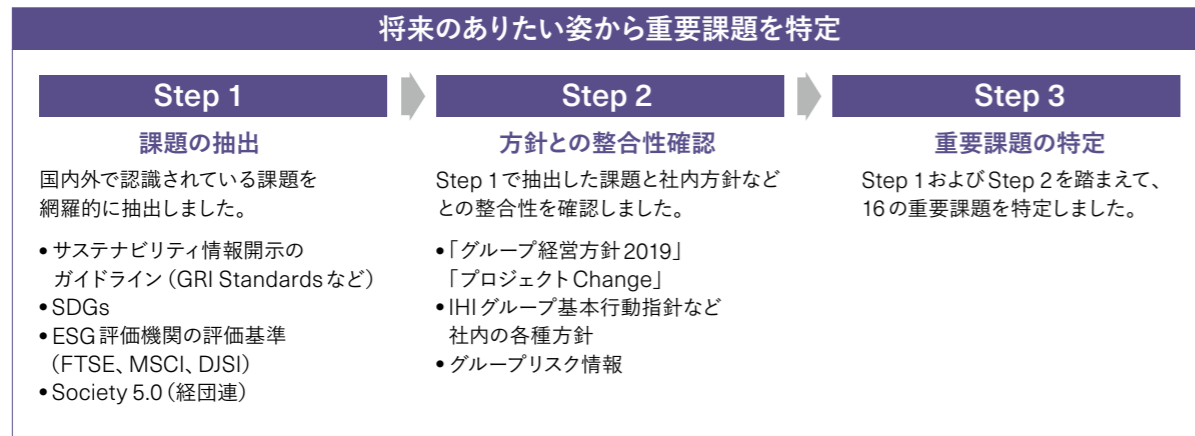 将来のありたい姿から重要課題を特定
Step 1
課題の抽出
国内外で認識されている課題を
網羅的に抽出しました。
•サステナビリティ情報開示の
ガイドライン（GRI Standardsなど）
•SDGs
•ESG評価機関の評価基準
（FTSE、MSCI、DJSI）
•Society 5.0（経団連）
Step 2
方針との整合性確認
Step 1で抽出した課題と社内方針など
との整合性を確認しました。
•「グループ経営方針2019」
「プロジェクトChange」
•IHIグループ基本行動指針など
社内の各種方針
•グループリスク情報
Step 3
重要課題の特定
Step 1およびStep 2を踏まえて、
16の重要課題を特定しました。